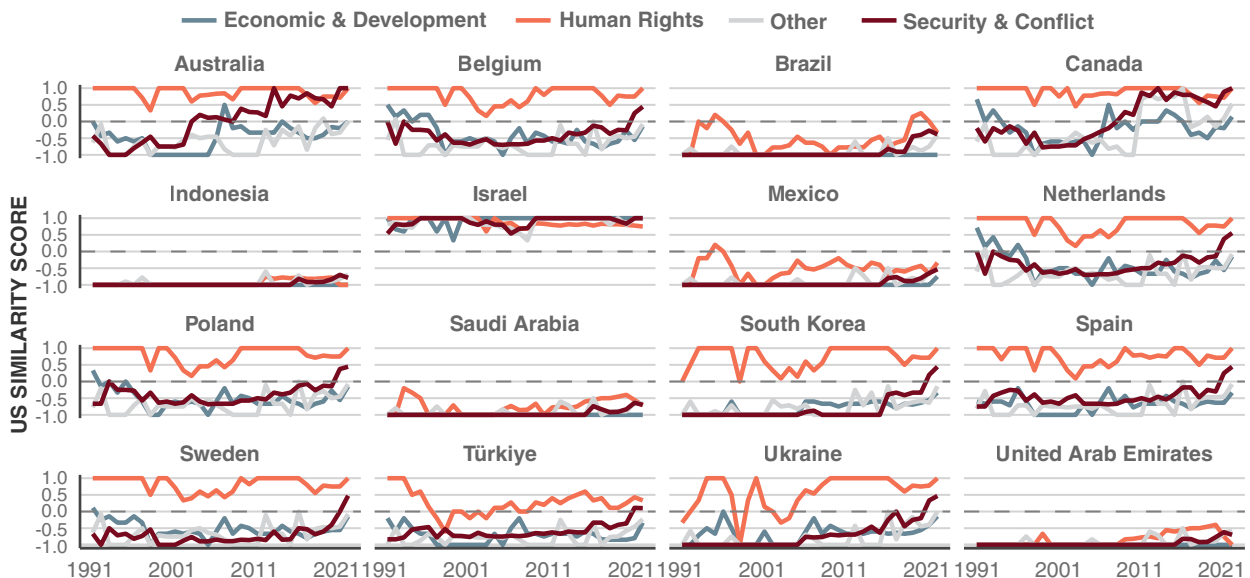 Economic & Development Human Rights Other Security & Conflict
Australia Belgium Brazil Canada
1.0
0.5
0.0
-0.5
-1.0
Indonesia Israel Mexico Netherlands
1.0
0.5
0.0
-0.5
-1.0
US SIMILARITY SCORE
Poland Saudi Arabia South Korea Spain
1.0
0.5
0.0
-0.5
-1.0
Sweden Türkiye Ukraine United Arab Emirates
1.0
0.5
0.0
-0.5
-1.0
1991 2001 2011 2021 1991 2001 2011 2021 1991 2001 2011 2021 1991 2001 2011 2021